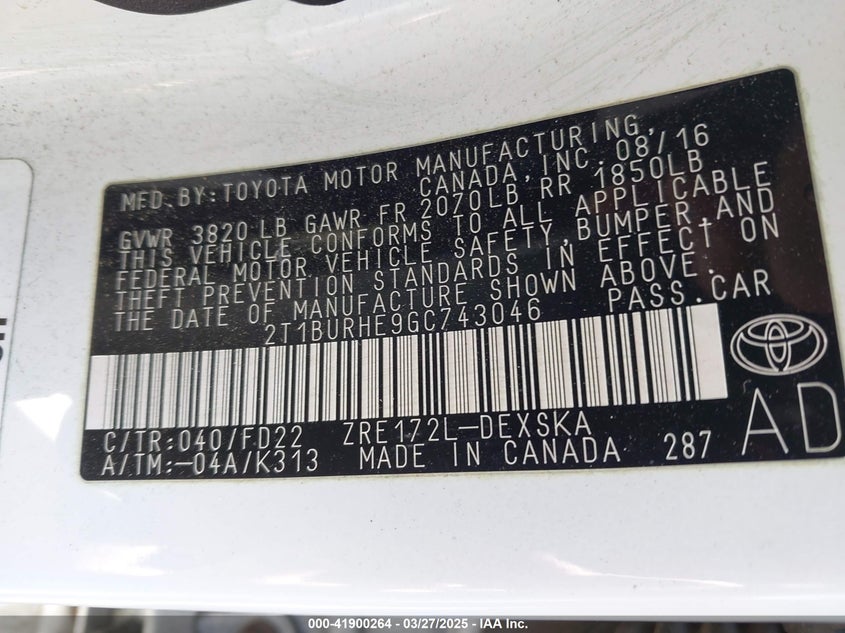 MFD.BY:TOYOTA MOTOR MANUFACTURING,
CANADA,INC. 08/16
GVWR 3820 LB GAWR FR 2070LB RR 1850LB
THIS VEHICLE CONFORMS TO ALL APPLICABLE
FEDERAL MOTOR VEHICLE SAFETY,BUMPER,AND
THEFT PREVENTION STANDARDS IN EFFECT ON
THE DATE OF MANUFACTURE SHOWN ABOVE.
2T1BURHE9GC743046 PASS.CAR
C/TR:040/FD22 ZRE172L-DEXSKA
A/TM:-04A/K313 MADE IN CANADA 287
AD
000-41900264 - 03/27/2025 - IAA Inc.